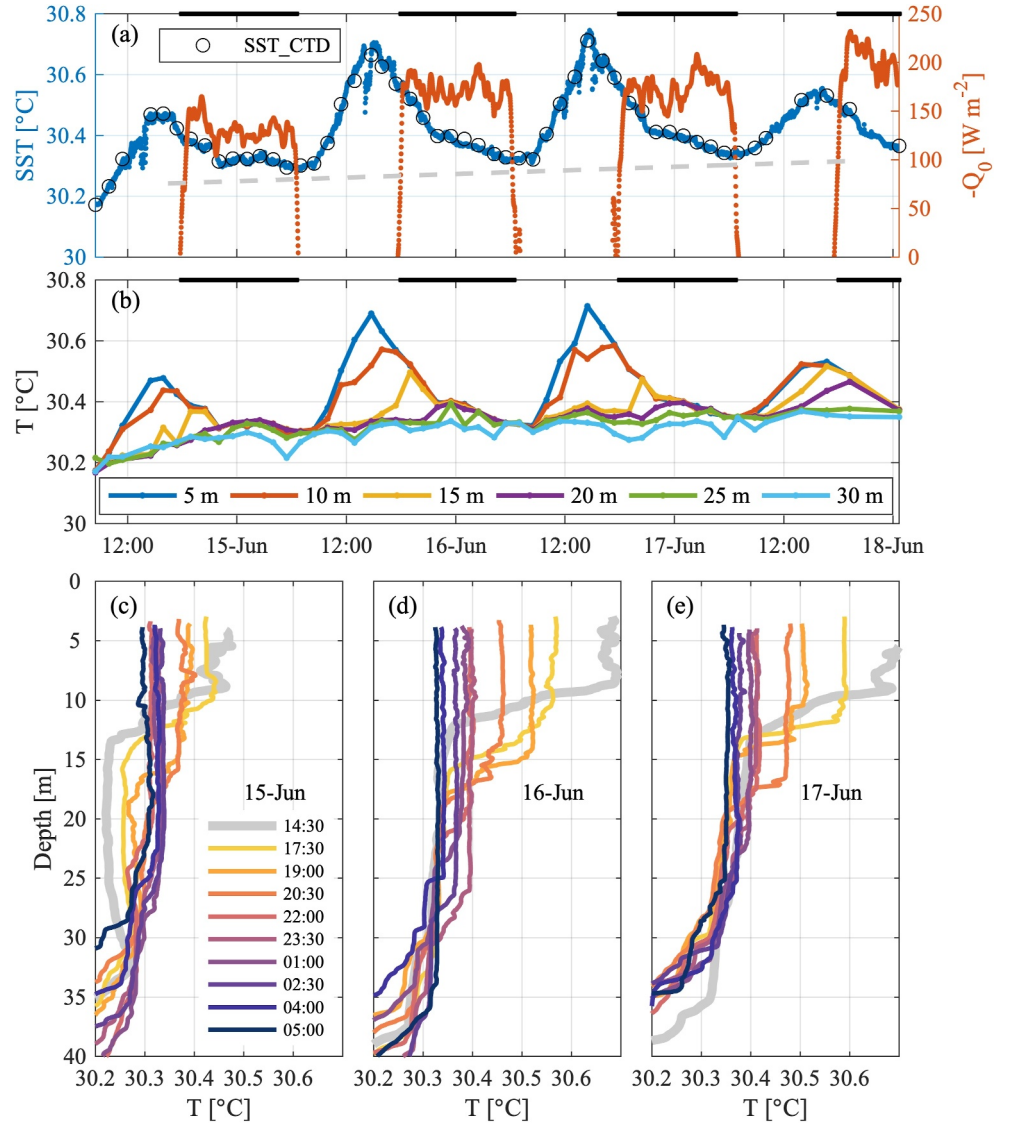 30.8
30.6
30.4
30.2
30
SST [°C]
(a)
SST_CTD
250
200
150
100
50
0
-Q0 [W m-2]
30.8
30.6
30.4
30.2
30
T [°C]
(b)
5 m 10 m 15 m 20 m 25 m 30 m
12:00 15-Jun 12:00 16-Jun 12:00 17-Jun 12:00 18-Jun
0
5
10
15
20
25
30
35
40
Depth [m]
(c)
15-Jun
14:30
17:30
19:00
20:30
22:00
23:30
01:00
02:30
04:00
05:00
30.2 30.3 30.4 30.5 30.6
T [°C]
(d)
16-Jun
30.2 30.3 30.4 30.5 30.6
T [°C]
(e)
17-Jun
30.2 30.3 30.4 30.5 30.6
T [°C]